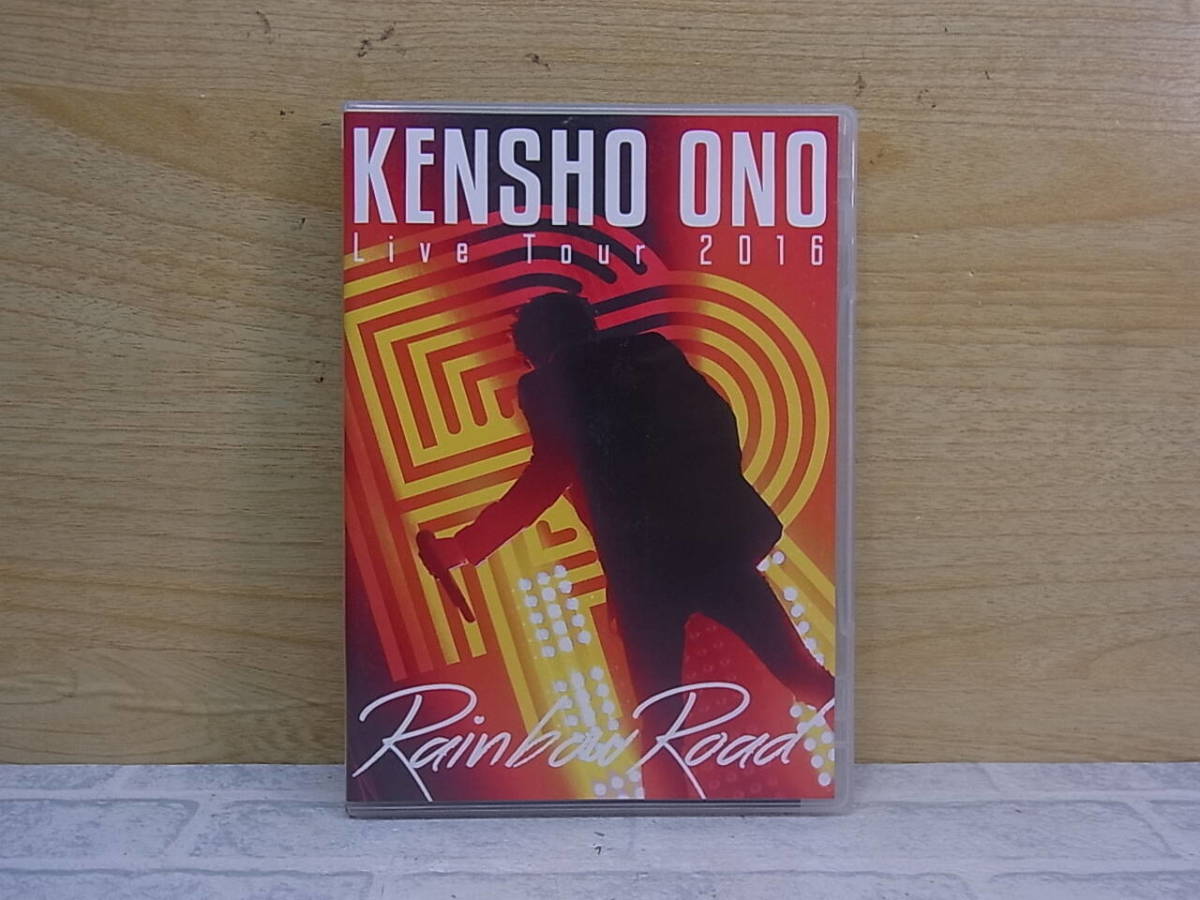 KENSHO ONO
Live Tour 2016
Rainbow Road